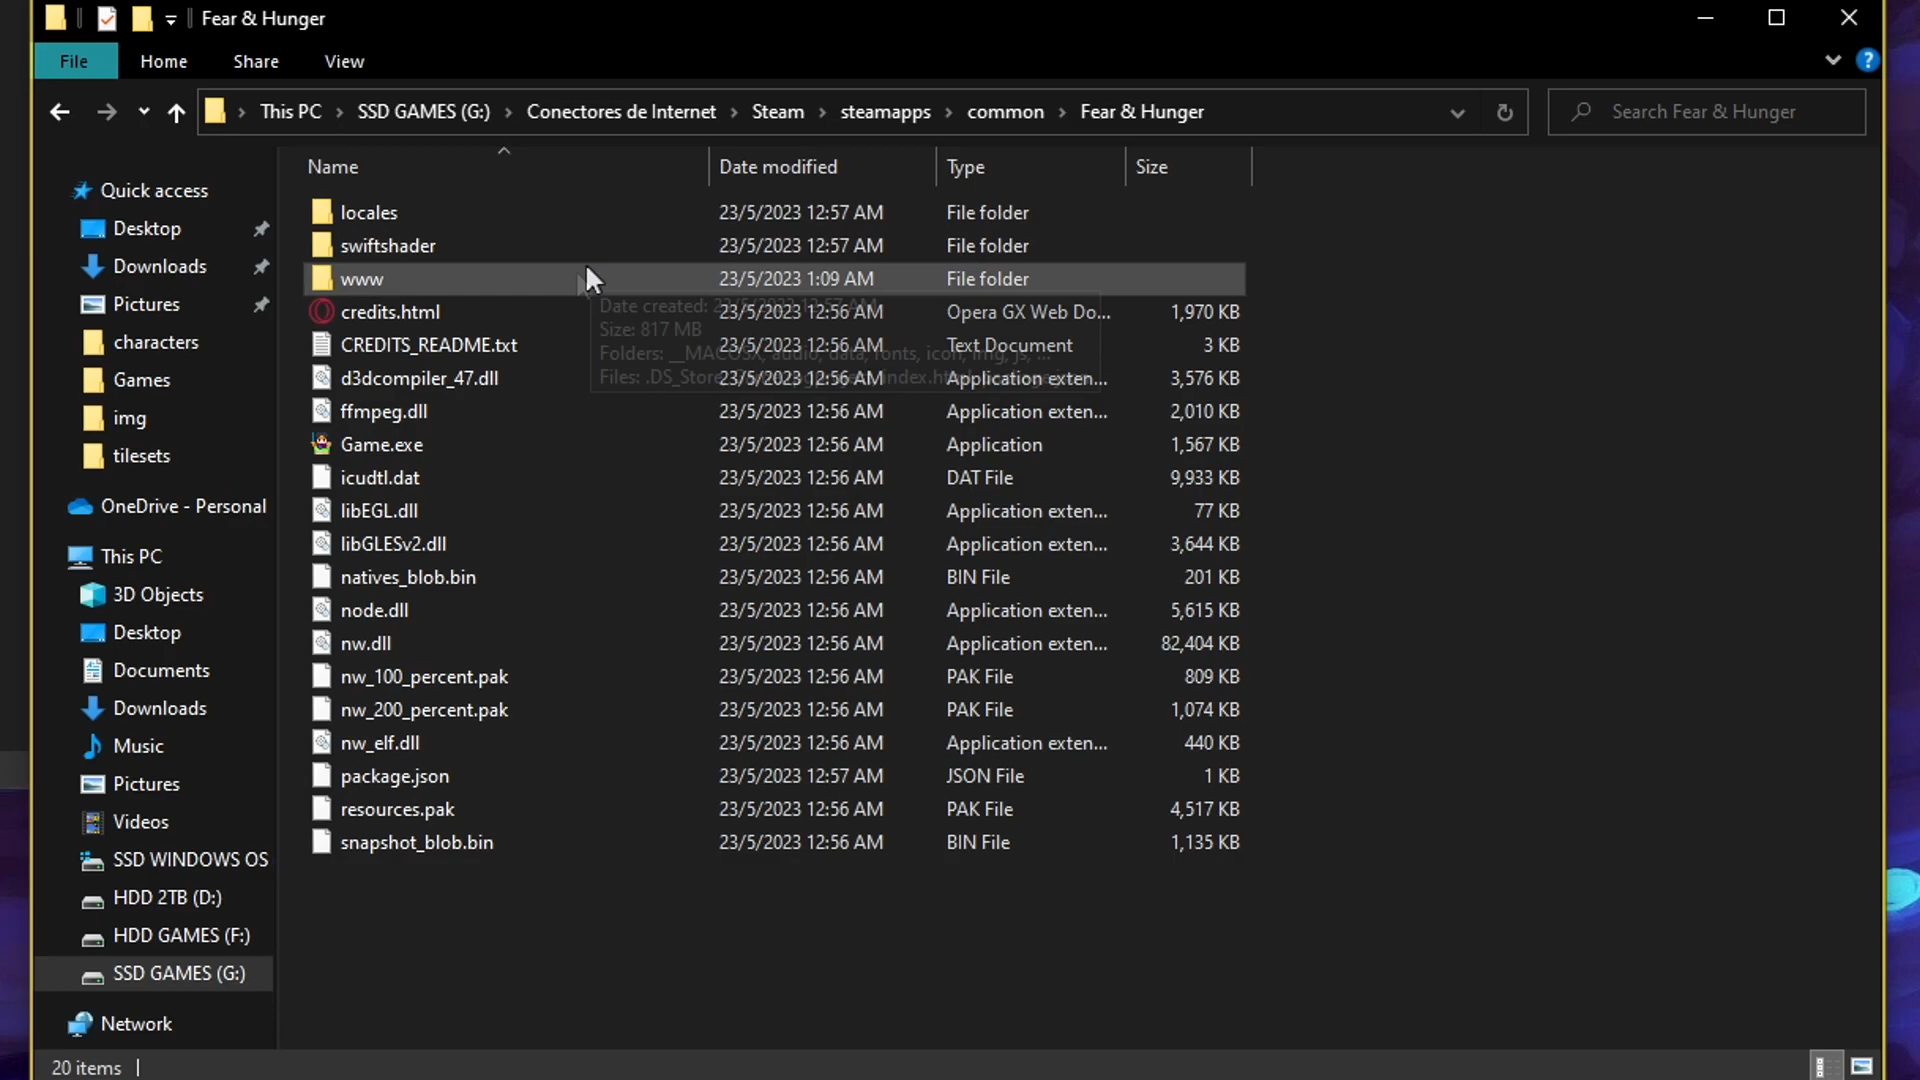 Fear & Hunger
File Home Share View
This PC SSD GAMES (G:) Conectores de Internet Steam steamapps common Fear & Hunger Search Fear & Hunger
Name Date modified Type Size
Quick access
Desktop
Downloads
Pictures
characters
Games
img
tilesets
OneDrive - Personal
This PC
3D Objects
Desktop
Documents
Downloads
Music
Pictures
Videos
SSD WINDOWS OS
HDD 2TB (D:)
HDD GAMES (F:)
SSD GAMES (G:)
Network
locales 23/5/2023 12:57 AM File folder
swiftshader 23/5/2023 12:57 AM File folder
www 23/5/2023 1:09 AM File folder
credits.html 23/5/2023 12:56 AM Opera GX Web Do... 1,970 KB
CREDITS_README.txt 23/5/2023 12:56 AM Text Document 3 KB
d3dcompiler_47.dll 23/5/2023 12:56 AM Application exten... 3,576 KB
ffmpeg.dll 23/5/2023 12:56 AM Application exten... 2,010 KB
Game.exe 23/5/2023 12:56 AM Application 1,567 KB
icudtl.dat 23/5/2023 12:56 AM DAT File 9,933 KB
libEGL.dll 23/5/2023 12:56 AM Application exten... 77 KB
libGLESv2.dll 23/5/2023 12:56 AM Application exten... 3,644 KB
natives_blob.bin 23/5/2023 12:56 AM BIN File 201 KB
node.dll 23/5/2023 12:56 AM Application exten... 5,615 KB
nw.dll 23/5/2023 12:56 AM Application exten... 82,404 KB
nw_100_percent.pak 23/5/2023 12:56 AM PAK File 809 KB
nw_200_percent.pak 23/5/2023 12:56 AM PAK File 1,074 KB
nw_elf.dll 23/5/2023 12:56 AM Application exten... 440 KB
package.json 23/5/2023 12:57 AM JSON File 1 KB
resources.pak 23/5/2023 12:56 AM PAK File 4,517 KB
snapshot_blob.bin 23/5/2023 12:56 AM BIN File 1,135 KB
Date created:
Size: 817 MB
Folders: audio, data, fonts, icon, img, js, ...
Files: .DS_Store,
20 items